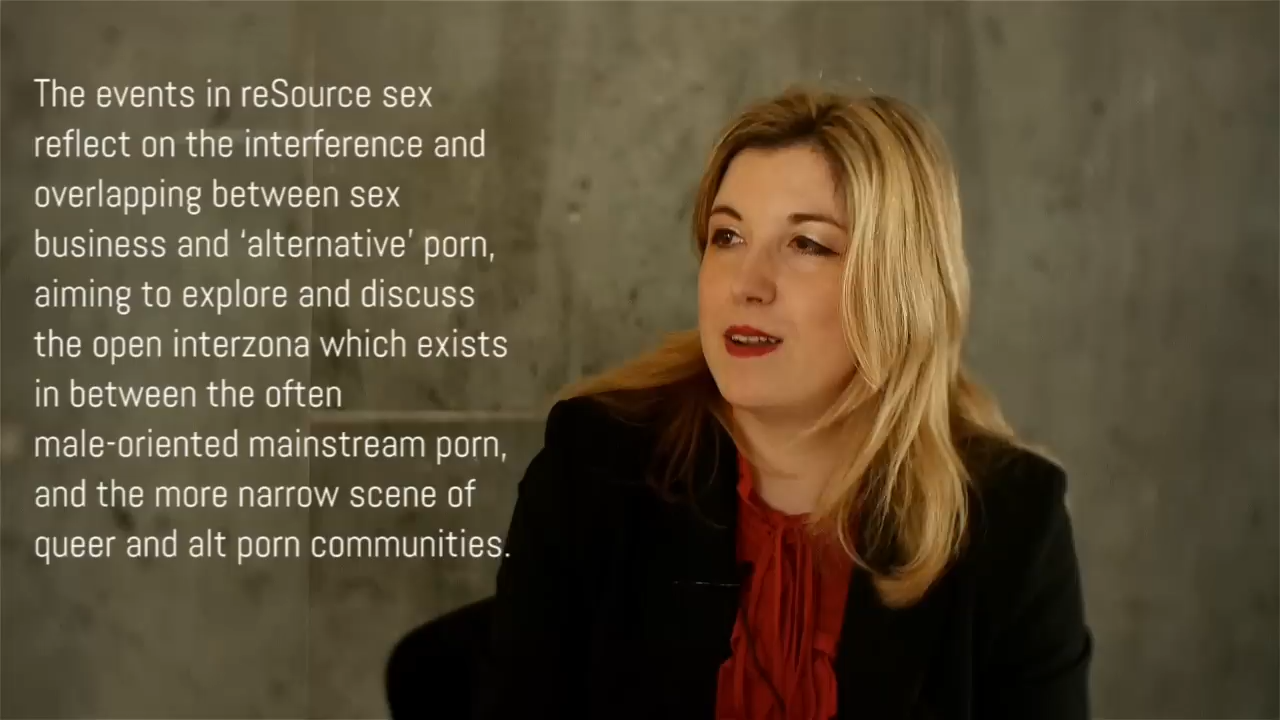 The events in reSource sex
reflect on the interference and
overlapping between sex
business and ‘alternative’ porn,
aiming to explore and discuss
the open interzona which exists
in between the often
male-oriented mainstream porn,
and the more narrow scene of
queer and alt porn communities.